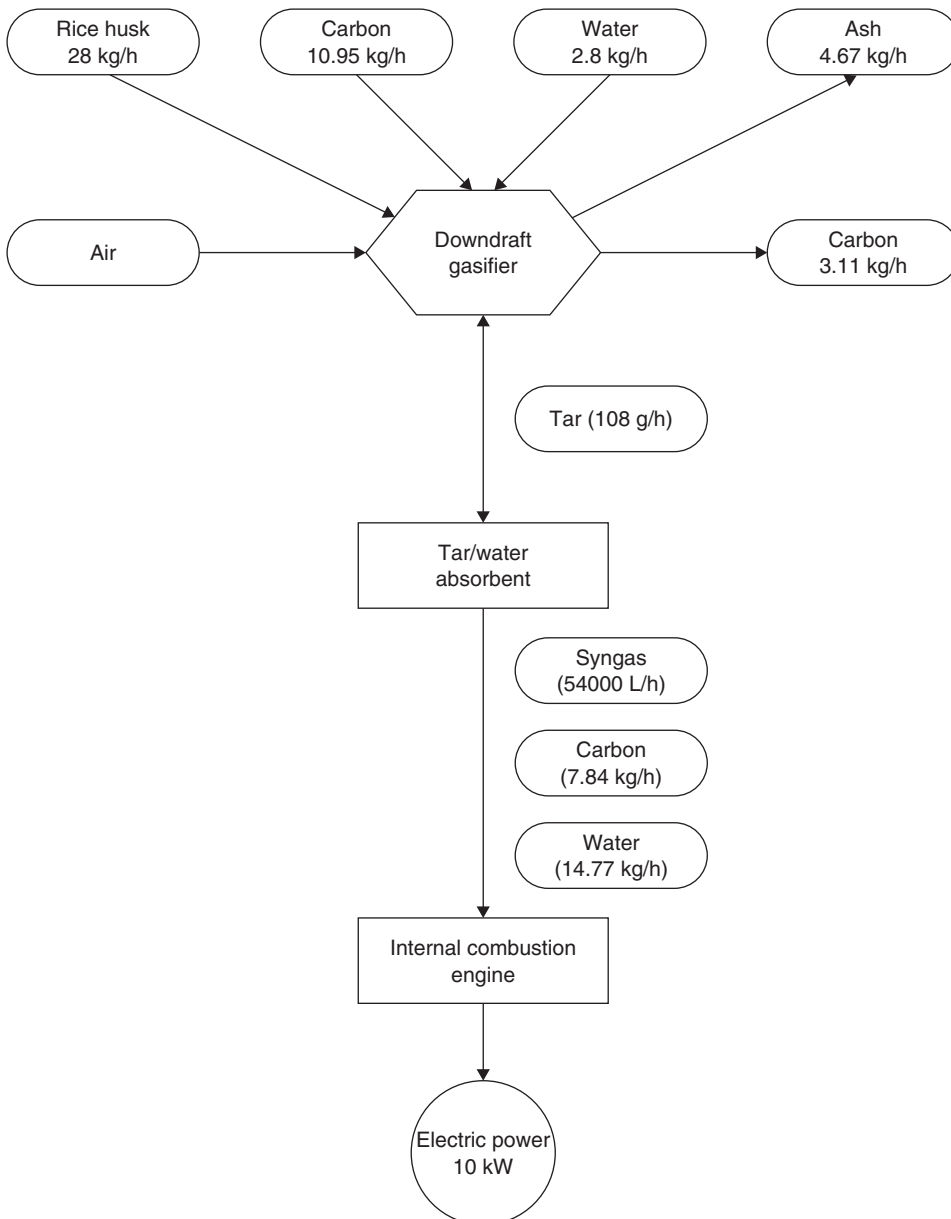 Rice husk
28 kg/h
Carbon
10.95 kg/h
Water
2.8 kg/h
Ash
4.67 kg/h
Air
Downdraft
gasifier
Carbon
3.11 kg/h
Tar (108 g/h)
Tar/water
absorbent
Syngas
(54000 L/h)
Carbon
(7.84 kg/h)
Water
(14.77 kg/h)
Internal combustion
engine
Electric power
10 kW